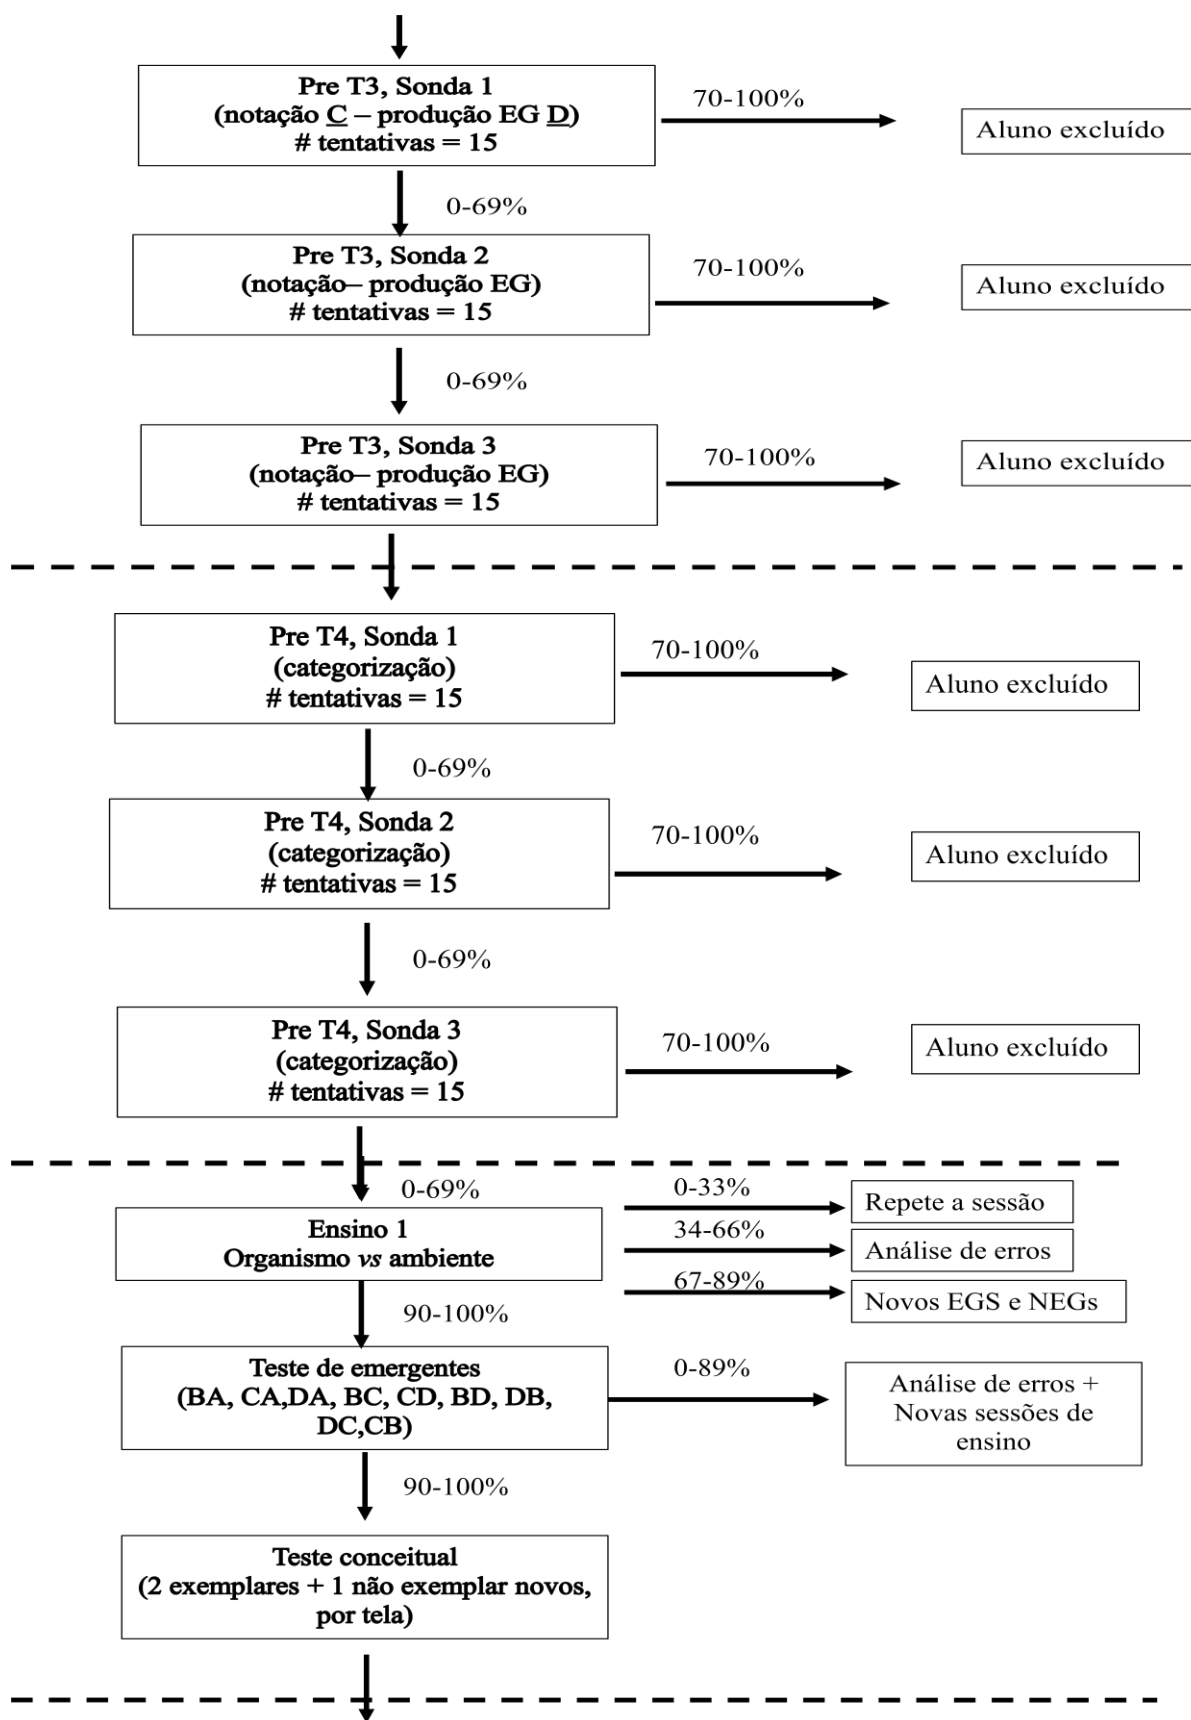 Pre T3, Sonda 1
(notação C – produção EG D)
# tentativas = 15
70-100%
Aluno excluído
0-69%
Pre T3, Sonda 2
(notação– produção EG)
# tentativas = 15
70-100%
Aluno excluído
0-69%
Pre T3, Sonda 3
(notação– produção EG)
# tentativas = 15
70-100%
Aluno excluído
Pre T4, Sonda 1
(categorização)
# tentativas = 15
70-100%
Aluno excluído
0-69%
Pre T4, Sonda 2
(categorização)
# tentativas = 15
70-100%
Aluno excluído
0-69%
Pre T4, Sonda 3
(categorização)
# tentativas = 15
70-100%
Aluno excluído
0-69%
Ensino 1
Organismo vs ambiente
0-33%
Repete a sessão
34-66%
Análise de erros
67-89%
Novos EGS e NEGs
90-100%
Teste de emergentes
(BA, CA,DA, BC, CD, BD, DB,
DC,CB)
0-89%
Análise de erros +
Novas sessões de
ensino
90-100%
Teste conceitual
(2 exemplares + 1 não exemplar novos,
por tela)